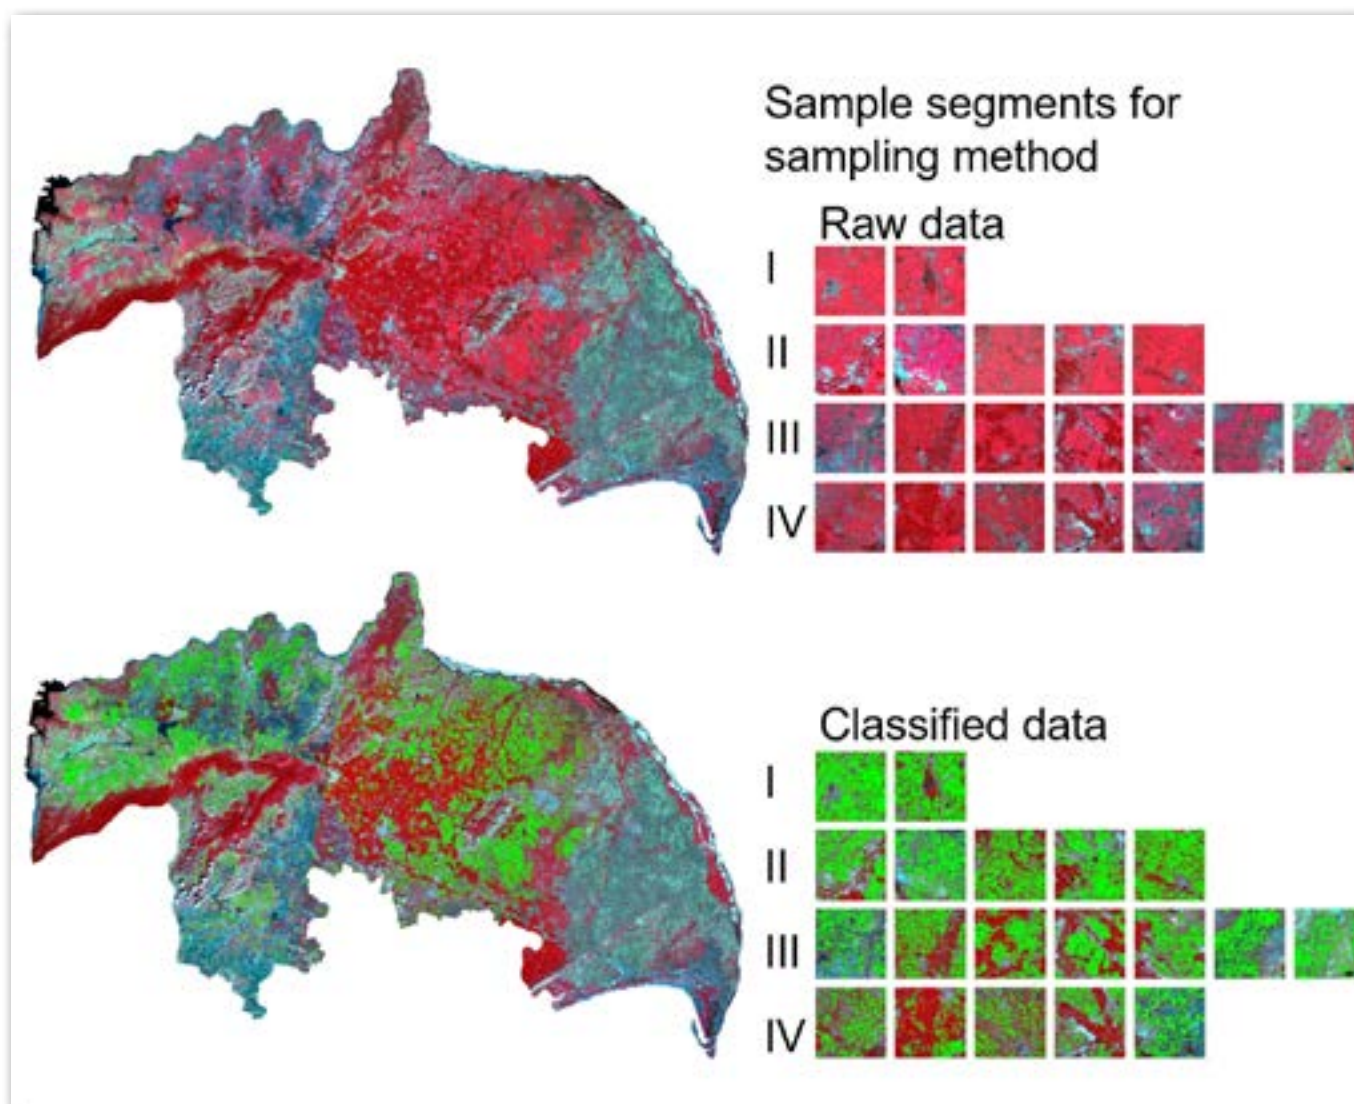 Sample segments for
sampling method
Raw data
I
II
III
IV
Classified data
I
II
III
IV